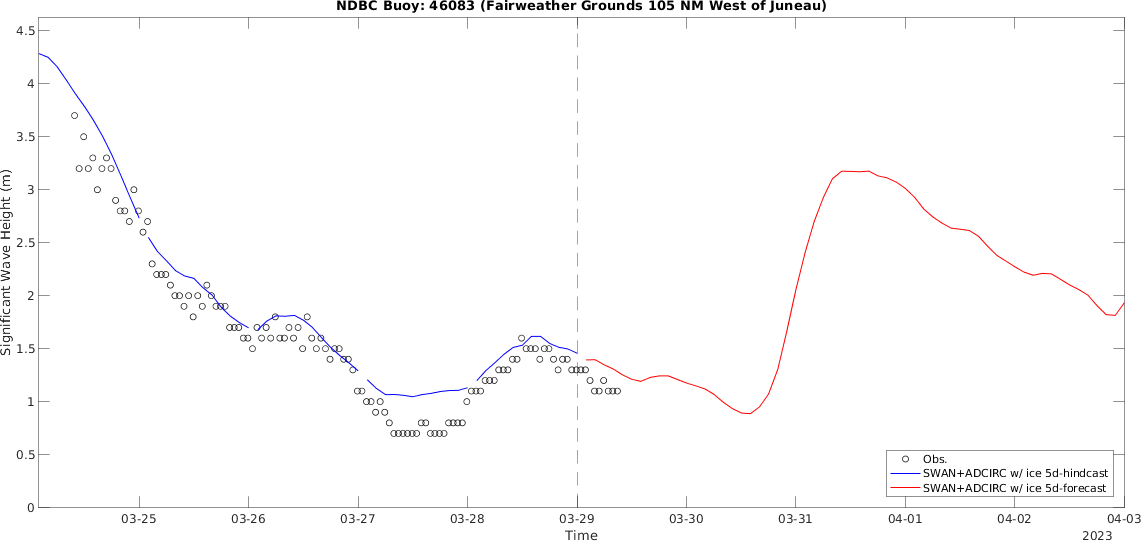 NDBC Buoy: 46083 (Fairweather Grounds 105 NM West of Juneau)
Significant Wave Height (m)
4.5
4
3.5
3
2.5
2
1.5
1
0.5
0
Obs.
SWAN+ADCIRC w/ ice 5d-hindcast
SWAN+ADCIRC w/ ice 5d-forecast
03-25 03-26 03-27 03-28 03-29 03-30 03-31 04-01 04-02 04-03
Time
2023